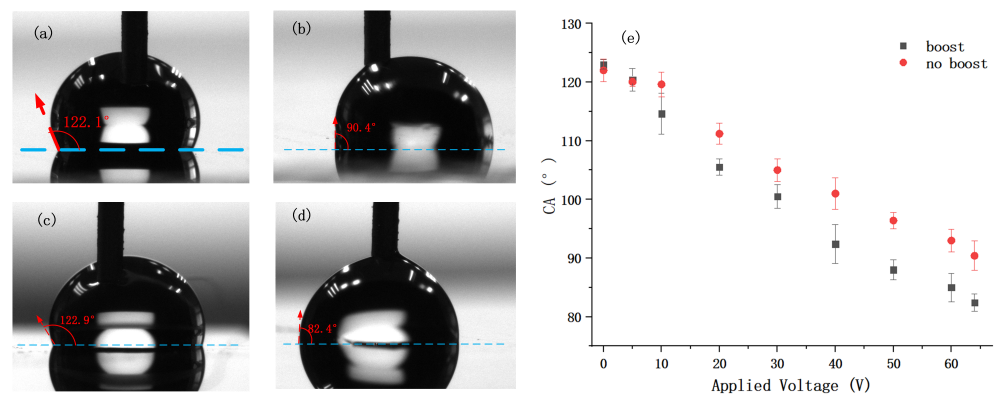 (a)
122.1°
(b)
90.4°
(c)
122.9°
(d)
82.4°
(e)
boost
no boost
CA (°)
130
120
110
100
90
80
0 10 20 30 40 50 60
Applied Voltage (V)